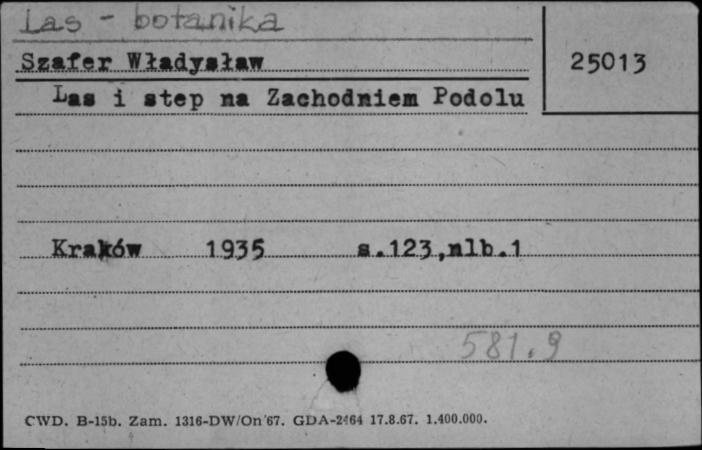 Las - botanika
Szafer Władysław
25013
Las i step na Zachodniem Podolu
Kraków 1935 s.123,nlb.1
581.9
CWD. B-15b. Zam. 1316-DW/On 67. GDA-2464 17.8.67. 1.400.000.